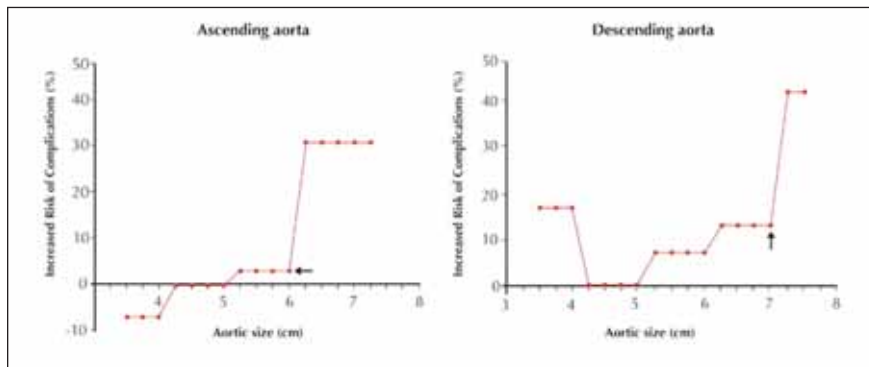 Ascending aorta
Increased Risk of Complications (%)
50
40
30
20
10
0
-10
4 5 6 7 8
Aortic size (cm)
Descending aorta
Increased Risk of Complications (%)
50
40
30
20
10
0
3 4 5 6 7 8
Aortic size (cm)